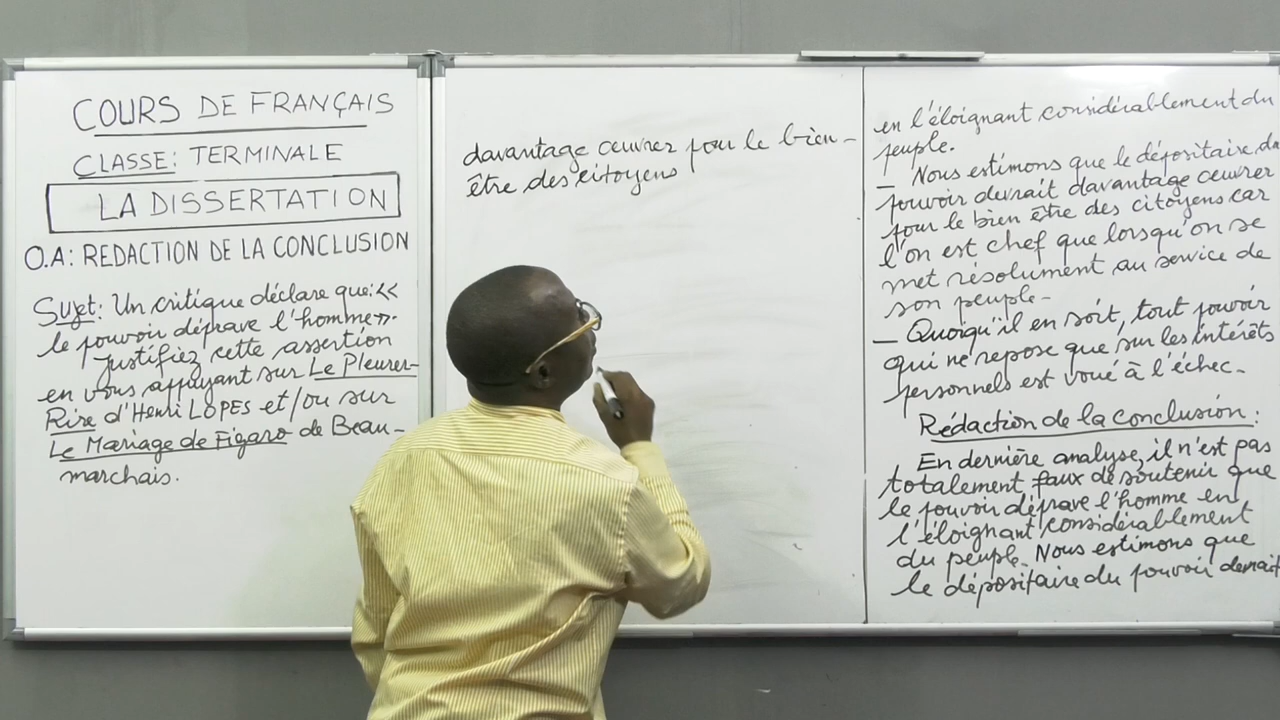 COURS DE FRANÇAIS
CLASSE: TERMINALE
LA DISSERTATION
O.A: REDACTION DE LA CONCLUSION
Sujet: Un critique déclare que: <<
le pouvoir déprave l'homme>>.
Justifiez cette assertion
en vous appuyant sur Le Pleurer-
Rire d'Henri LOPES et/ou sur
Le Mariage de Figaro de Beau-
marchais.
davantage œuvrer pour le bien-
être des citoyens
en l'éloignant considérablement du
peuple.
_ Nous estimons que le dépositaire du
pouvoir devrait davantage œuvrer
pour le bien être des citoyens car
l'on est chef que lorsqu'on se
met résolument au service de
son peuple-
_ Quoiqu'il en soit, tout pouvoir
qui ne repose que sur les intérêts
personnels est voué à l'échec-
Rédaction de la conclusion:
En dernière analyse, il n'est pas
totalement faux de soutenir que
le pouvoir déprave l'homme en
l'éloignant considérablement
du peuple. Nous estimons que
le dépositaire du pouvoir devrait